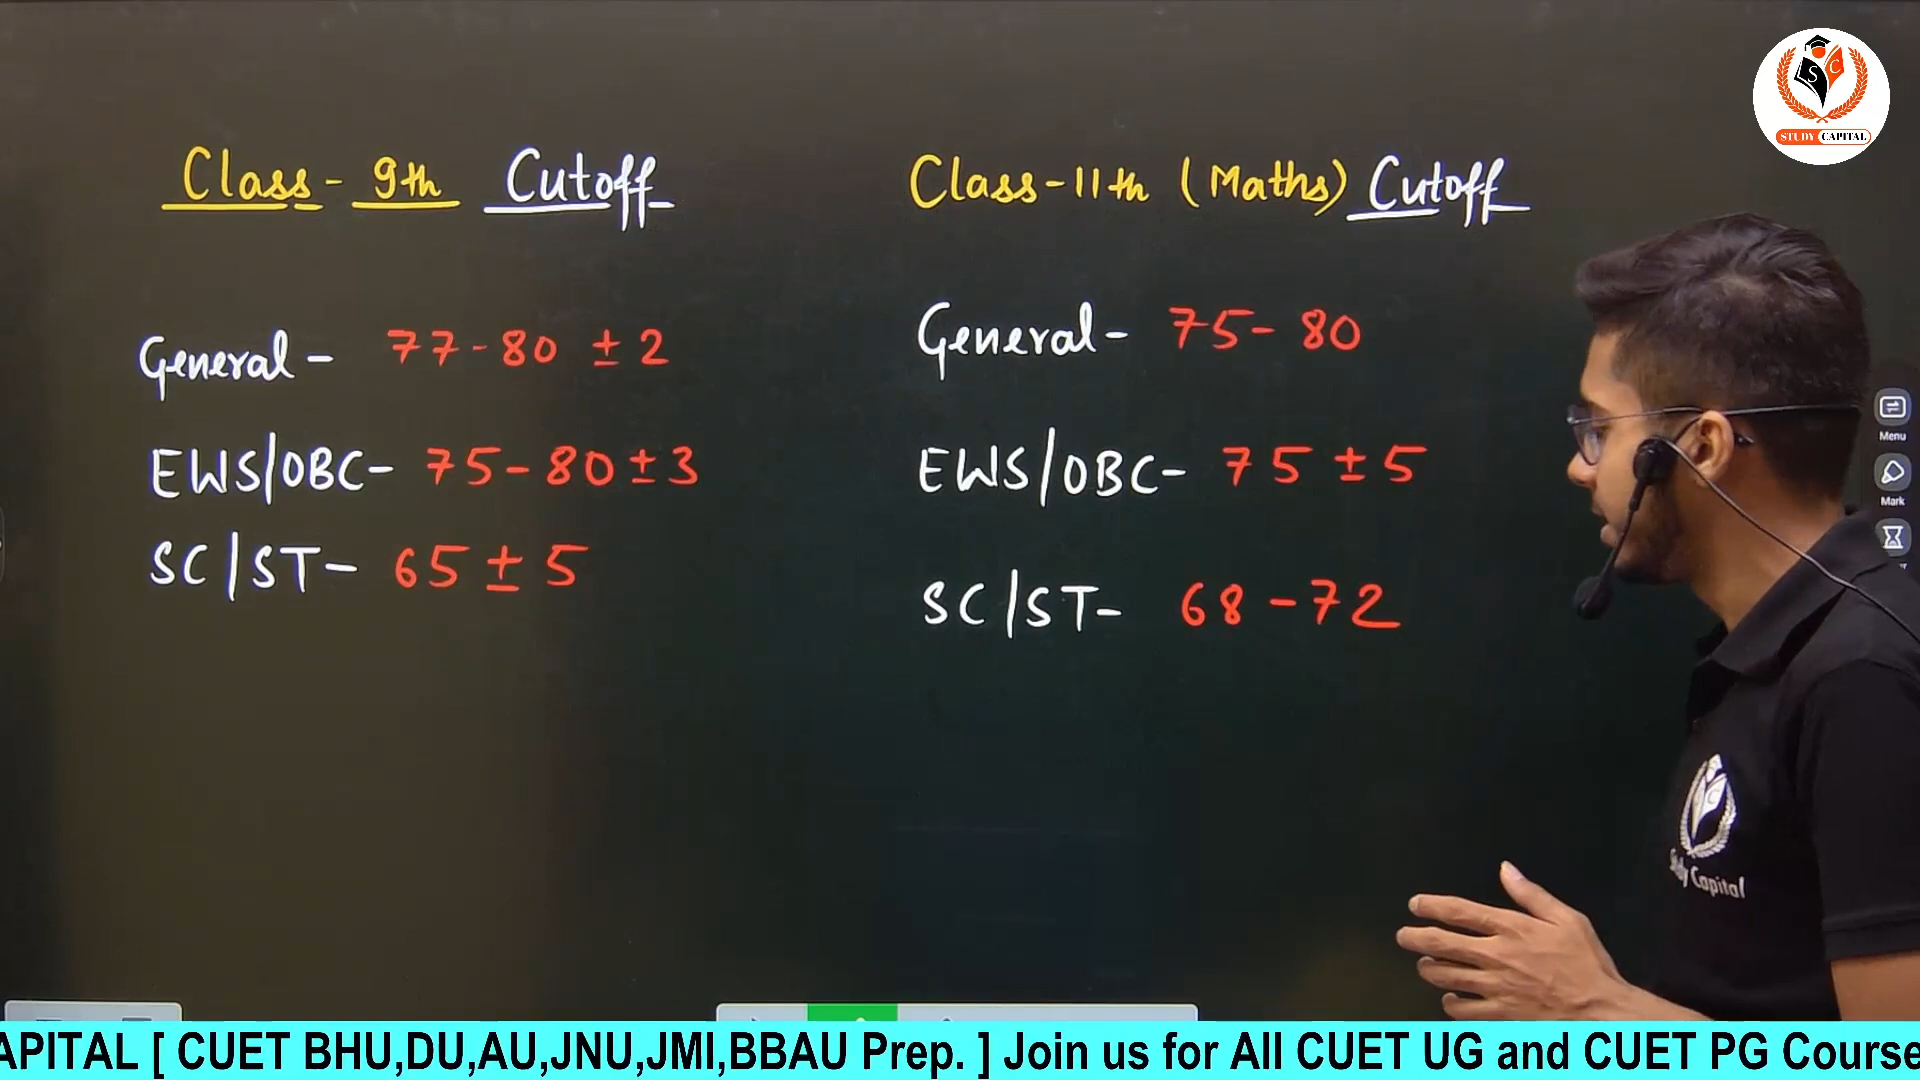 Class - 9th Cutoff
General - 77 - 80 ± 2
EWS/OBC - 75 - 80 ± 3
SC/ST - 65 ± 5
Class - 11th (Maths) Cutoff
General - 75 - 80
EWS/OBC - 75 ± 5
SC/ST - 68 - 72
S C
STUDY CAPITAL
Menu
Mark
Study Capital
APITAL [ CUET BHU,DU,AU,JNU,JMI,BBAU Prep. ] Join us for All CUET UG and CUET PG Course